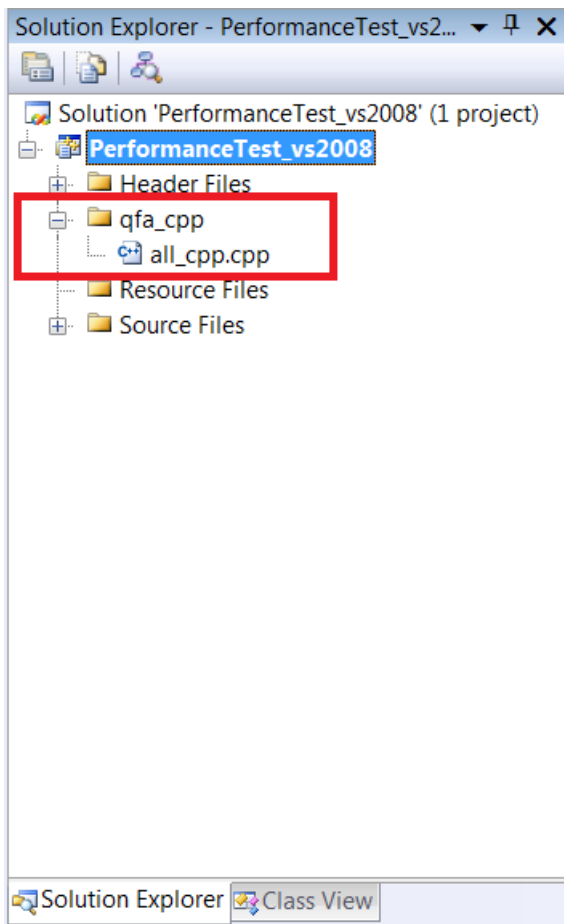 Solution Explorer - PerformanceTest_vs2...
Solution 'PerformanceTest_vs2008' (1 project)
PerformanceTest_vs2008
Header Files
qfa_cpp
all_cpp.cpp
Resource Files
Source Files
Solution Explorer Class View